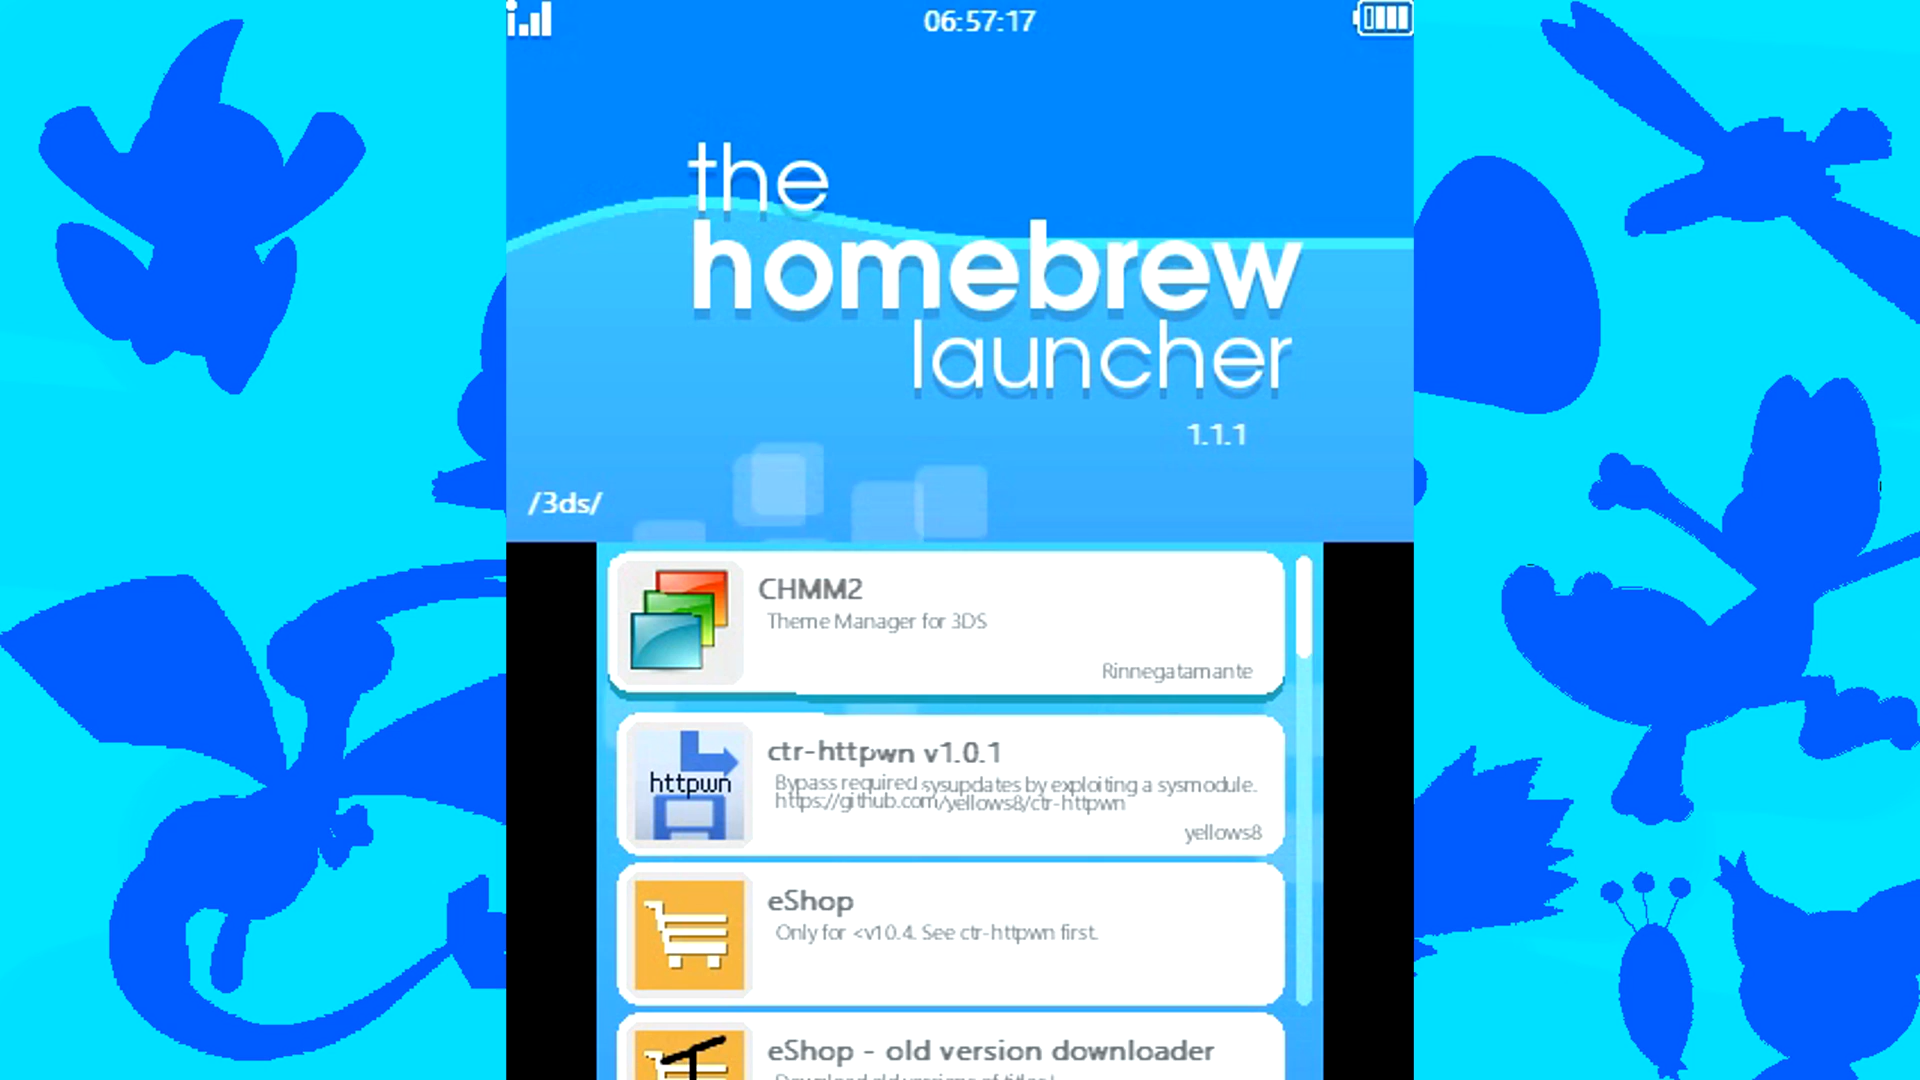 06:57:17
the
homebrew
launcher
1.1.1
/3ds/
CHMM2
Theme Manager for 3DS
Rinnegatamante
ctr-httpwn v1.0.1
httpwn
Bypass required sysupdates by exploiting a sysmodule.
https://github.com/yellows8/ctr-httpwn
yellows8
eShop
Only for <v10.4. See ctr-httpwn first.
eShop - old version downloader